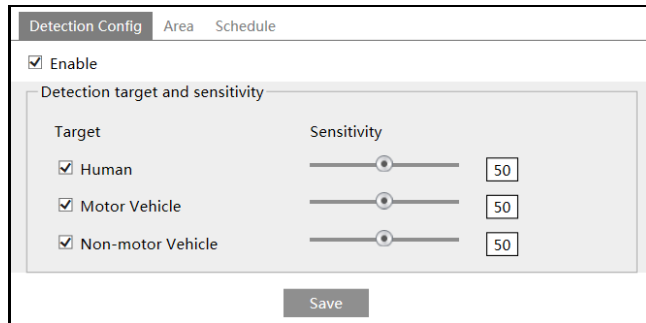 Detection Config Area Schedule
Enable
Detection target and sensitivity
Target Sensitivity
Human 50
Motor Vehicle 50
Non-motor Vehicle 50
Save